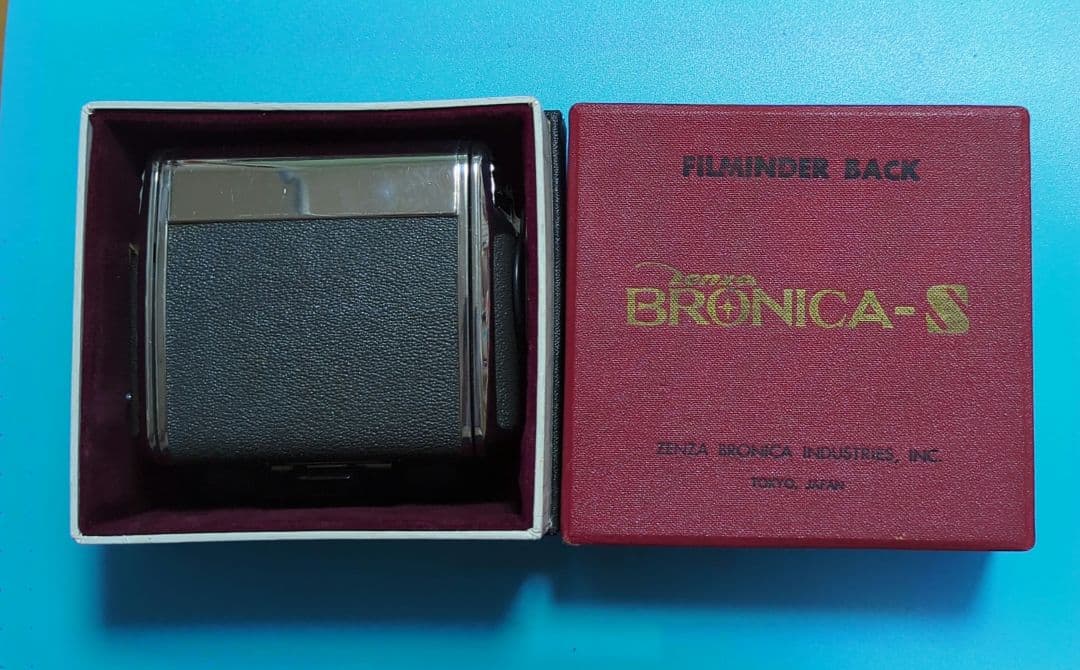 FILMINDER BACK
Zenza
BRONICA-S
ZENZA BRONICA INDUSTRIES, INC.
TOKYO, JAPAN